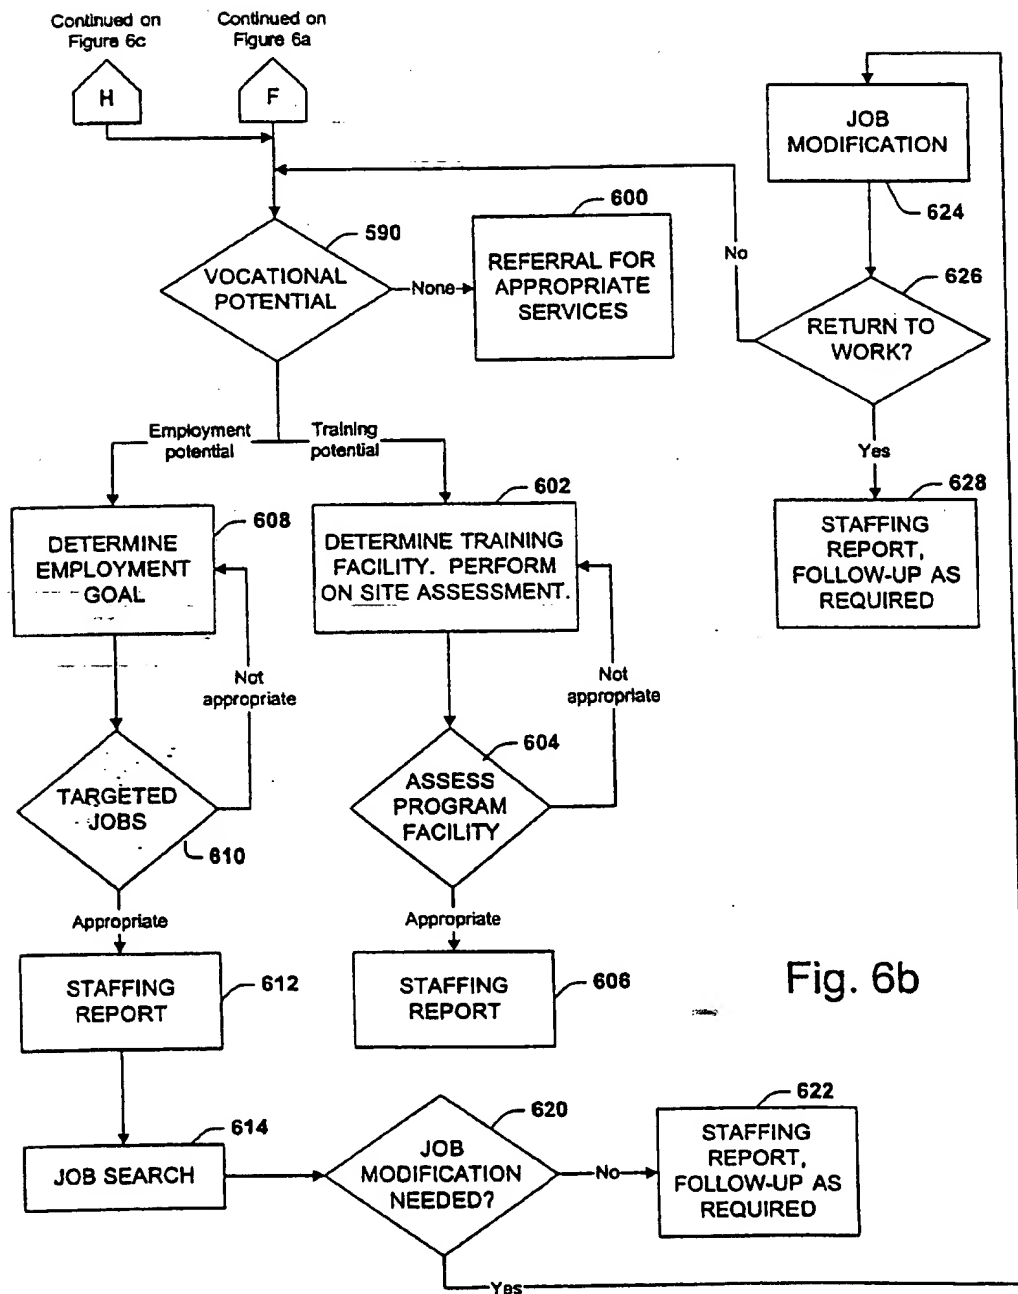 Continued on
Figure 6c
Continued on
Figure 6a
H
F
JOB
MODIFICATION
624
590
VOCATIONAL
POTENTIAL
None
600
REFERRAL FOR
APPROPRIATE
SERVICES
No
626
RETURN TO
WORK?
Yes
628
STAFFING
REPORT,
FOLLOW-UP AS
REQUIRED
Employment
potential
Training
potential
608
DETERMINE
EMPLOYMENT
GOAL
602
DETERMINE TRAINING
FACILITY. PERFORM
ON SITE ASSESSMENT.
Not
appropriate
Not
appropriate
TARGETED
JOBS
610
604
ASSESS
PROGRAM
FACILITY
Appropriate
Appropriate
STAFFING
REPORT
612
STAFFING
REPORT
606
Fig. 6b
614
JOB SEARCH
620
JOB
MODIFICATION
NEEDED?
No
622
STAFFING
REPORT,
FOLLOW-UP AS
REQUIRED
Yes